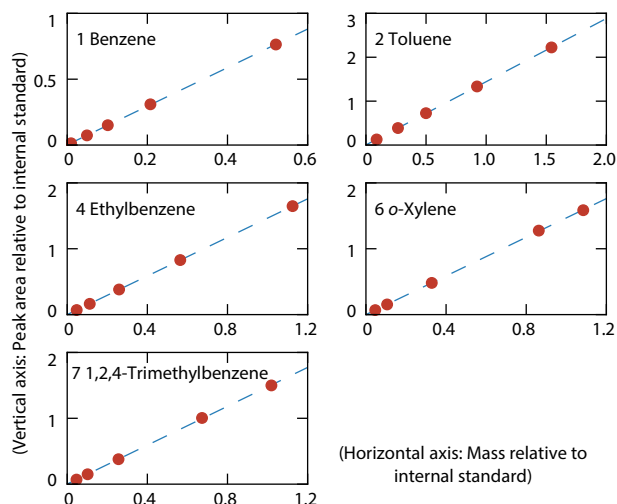 (Vertical axis: Peak area relative to internal standard)
1 Benzene
1
0.5
0
0 0.2 0.4 0.6
2 Toluene
3
2
1
0
0 0.5 1.0 1.5 2.0
4 Ethylbenzene
2
1
0
0 0.4 0.8 1.2
6 o-Xylene
2
1
0
0 0.4 0.8 1.2
7 1,2,4-Trimethylbenzene
2
1
0
0 0.4 0.8 1.2
(Horizontal axis: Mass relative to
internal standard)